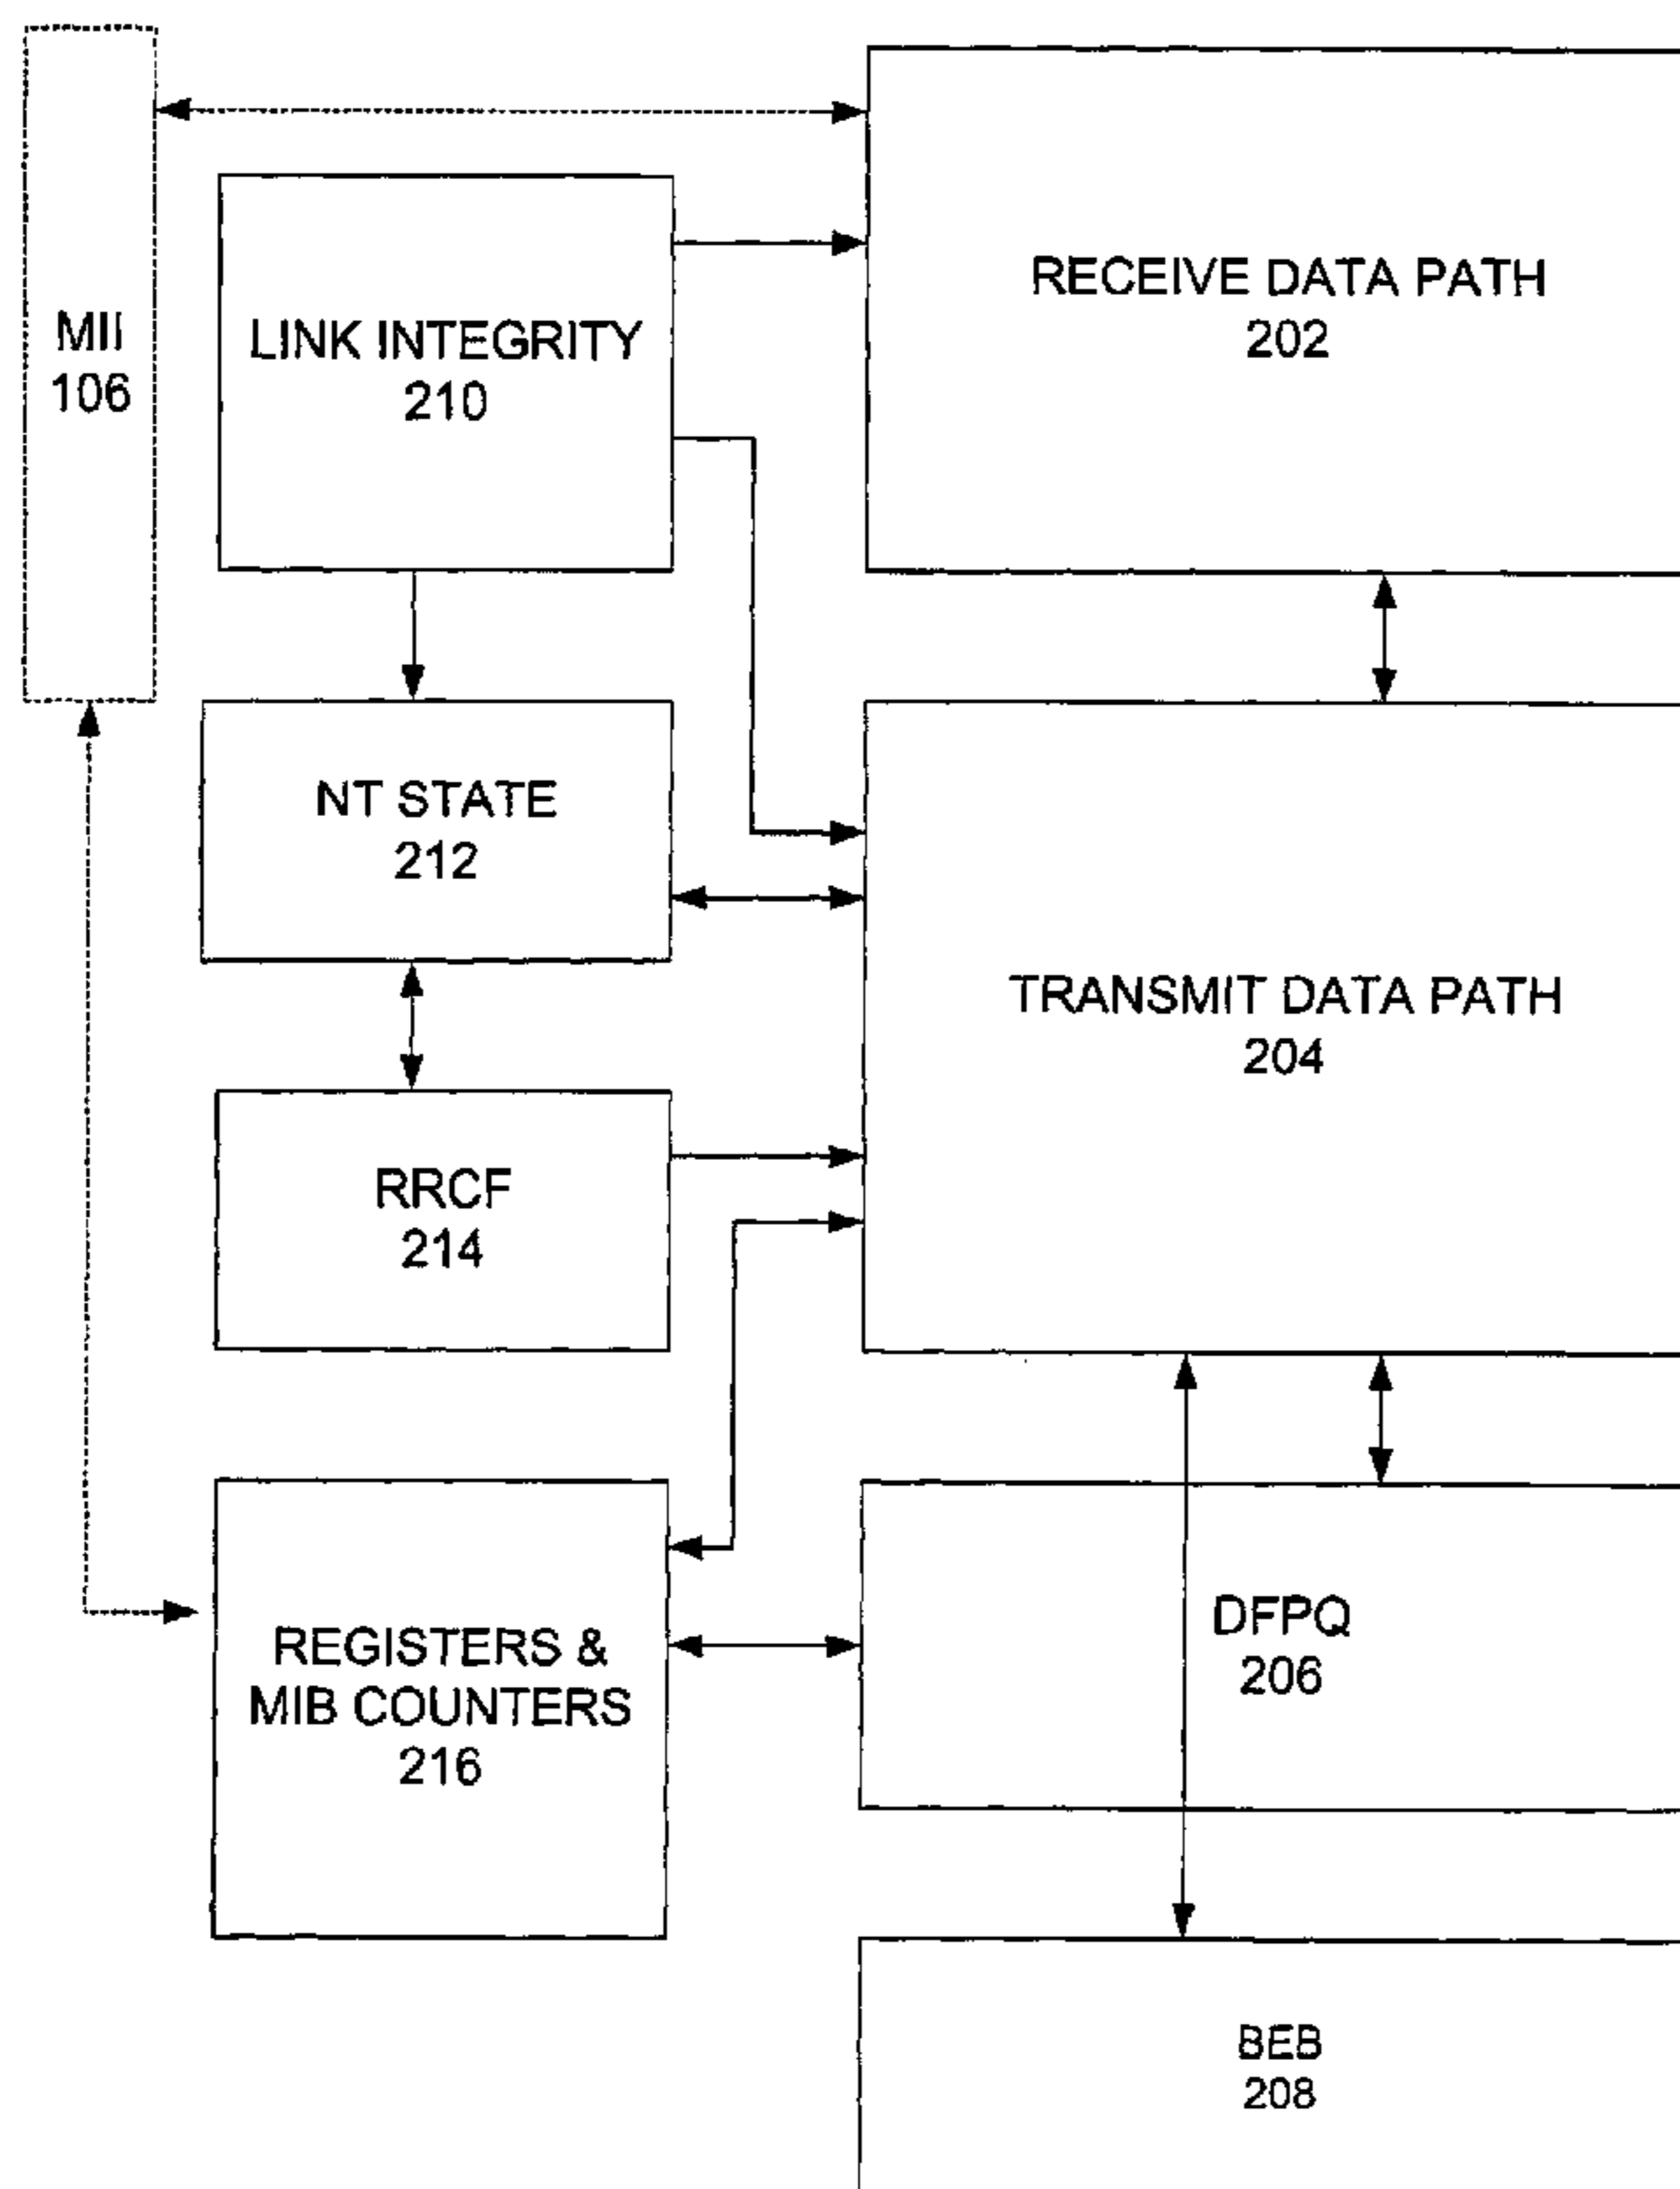 MII
106
LINK INTEGRITY
210
RECEIVE DATA PATH
202
NT STATE
212
TRANSMIT DATA PATH
204
RRCF
214
REGISTERS &
MIB COUNTERS
216
DFPQ
206
BEB
208